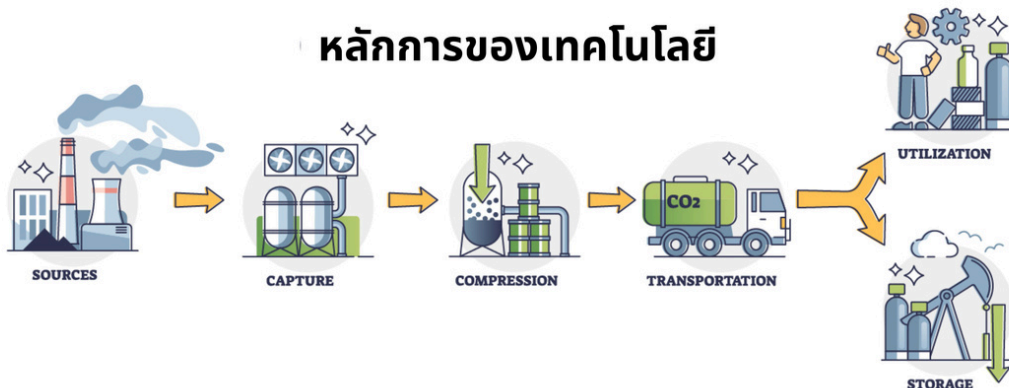 หลักการของเทคโนโลยี
SOURCES
CAPTURE
COMPRESSION
CO₂
TRANSPORTATION
UTILIZATION
STORAGE